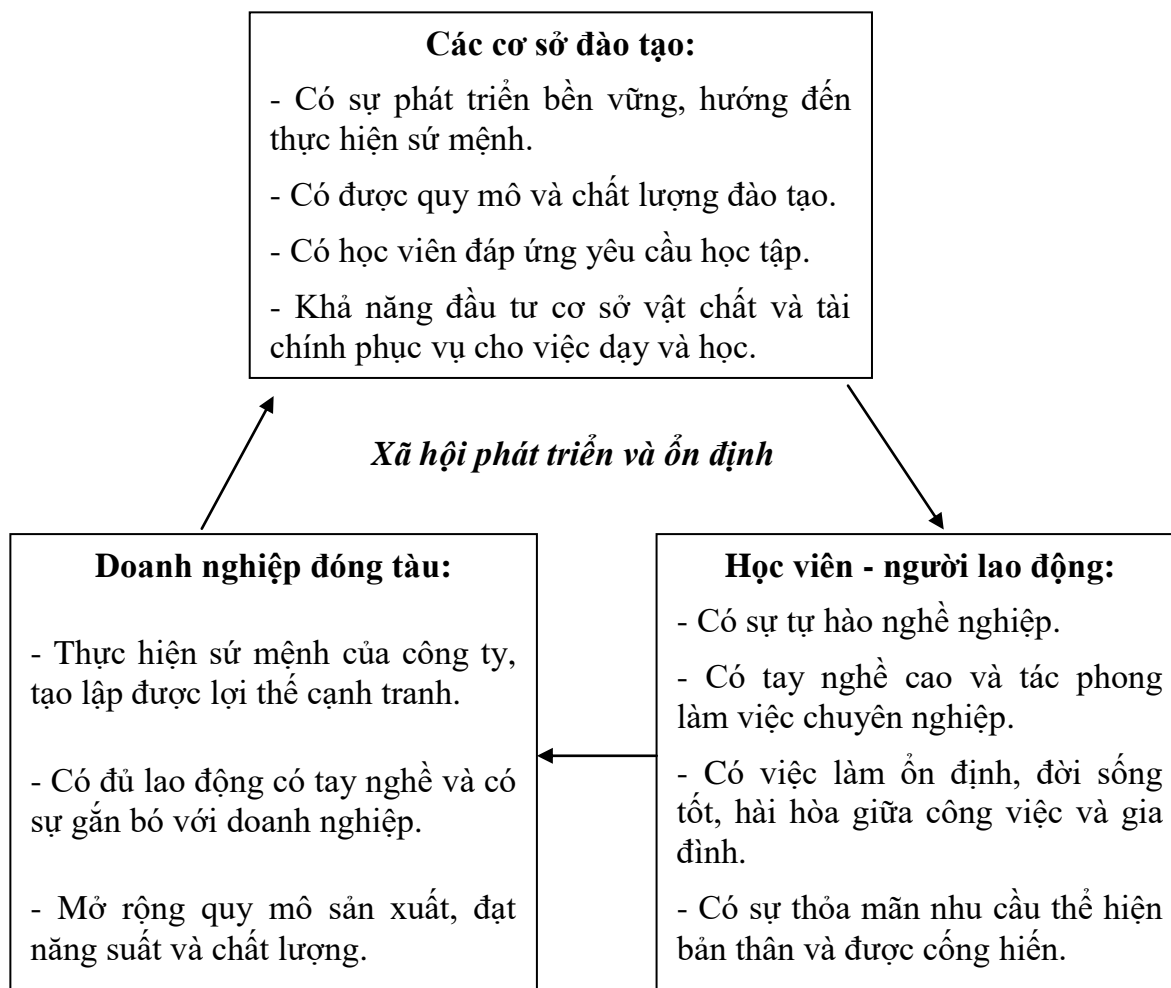 Các cơ sở đào tạo:
- Có sự phát triển bền vững, hướng đến
thực hiện sứ mệnh.
- Có được quy mô và chất lượng đào tạo.
- Có học viên đáp ứng yêu cầu học tập.
- Khả năng đầu tư cơ sở vật chất và tài
chính phục vụ cho việc dạy và học.
Xã hội phát triển và ổn định
Doanh nghiệp đóng tàu:
- Thực hiện sứ mệnh của công ty,
tạo lập được lợi thế cạnh tranh.
- Có đủ lao động có tay nghề và có
sự gắn bó với doanh nghiệp.
- Mở rộng quy mô sản xuất, đạt
năng suất và chất lượng.
Học viên - người lao động:
- Có sự tự hào nghề nghiệp.
- Có tay nghề cao và tác phong
làm việc chuyên nghiệp.
- Có việc làm ổn định, đời sống
tốt, hài hòa giữa công việc và gia
đình.
- Có sự thỏa mãn nhu cầu thể hiện
bản thân và được cống hiến.